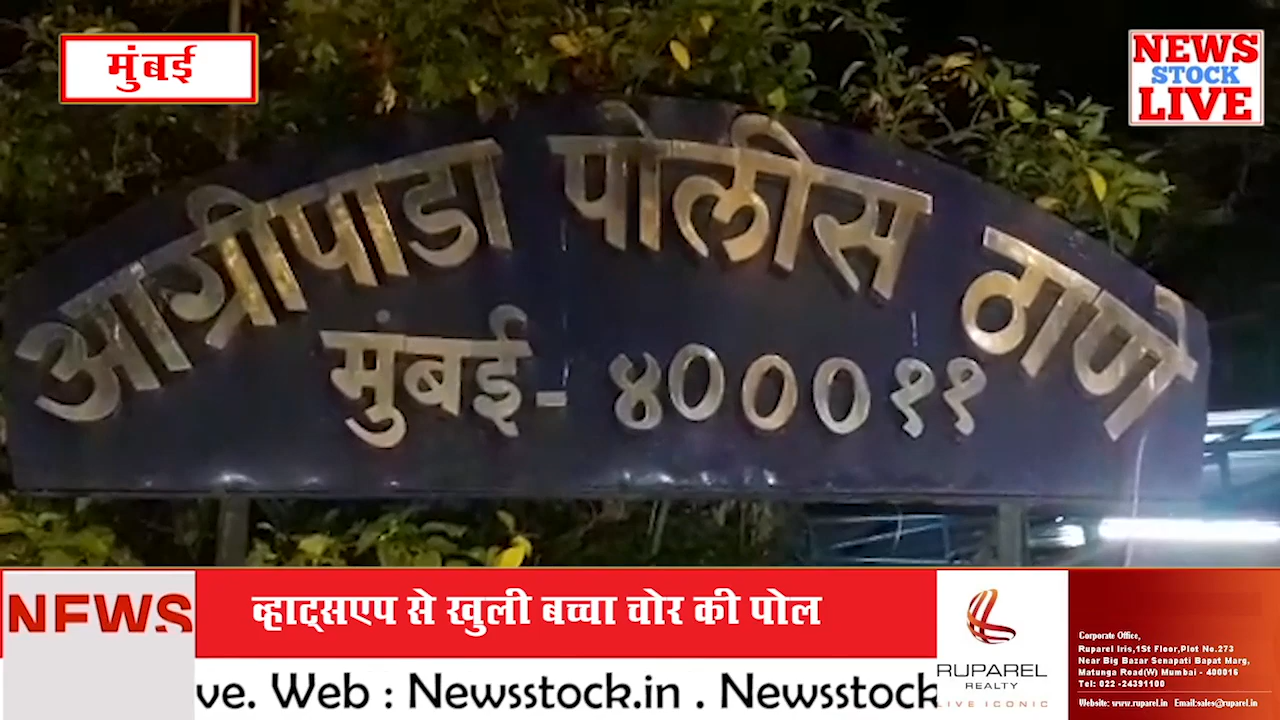 मुंबई
NEWS
STOCK
LIVE
आग्रीपाडा पोलीस ठाणे
मुंबई - ४०००११
व्हाट्सएप से खुली बच्चा चोर की पोल
NEWS
ve. Web : Newsstock.in . Newsstock
RUPAREL
REALTY
LIVE ICONIC
Corporate Office,
Ruparel Iris,1St Floor,Plot No.273
Near Big Bazar Senapati Bapat Marg,
Matunga Road(W) Mumbai - 400016
Tel: 022 -24391100
Website: www.ruparel.in Email:sales@ruparel.in